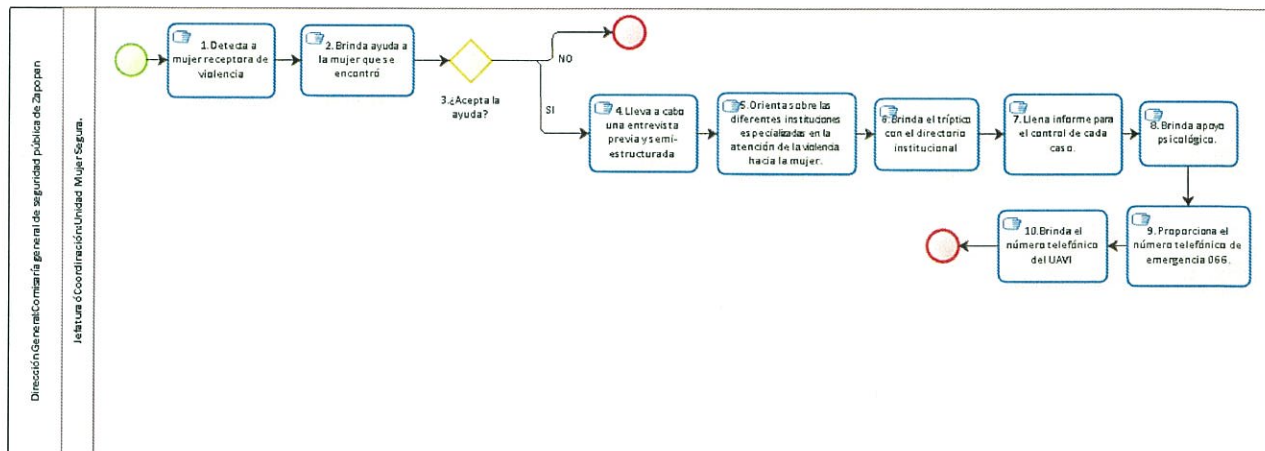 Dirección General:Comisaría general de seguridad pública de Zapopan
Jefatura ó Coordinación:Unidad Mujer Segura.
1.Detecta a
mujer receptora de
violencia
2. Brinda ayuda a
la mujer que se
encontró
3.¿Acepta la
ayuda?
NO
SI
4. Lleva a cabo
una entrevista
previa y semi-
estructurada
5. Orienta sobre las
diferentes instituciones
especializadas en la
atención de la violencia
hacia la mujer.
6. Brinda el tríptico
con el directorio
institucional
7. Llena informe para
el control de cada
caso.
8. Brinda apoyo
psicológico.
9. Proporciona el
número telefónico de
emergencia 066.
10. Brinda el
número telefónico
del UAVI